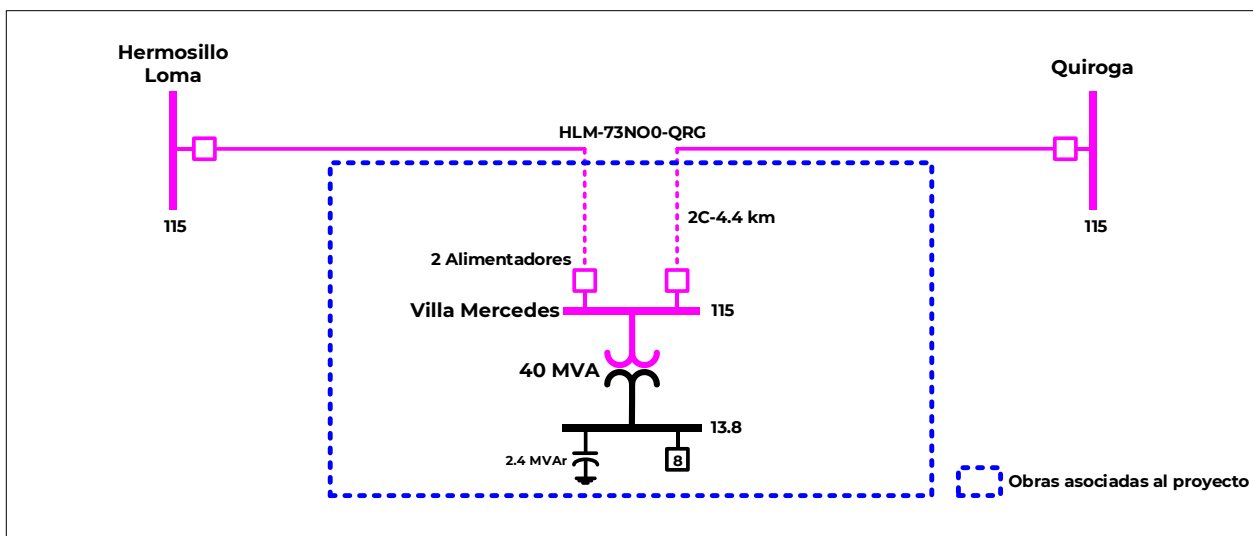 Hermosillo
Loma
Quiroga
HLM-73NO0-QRG
115
115
2C-4.4 km
2 Alimentadores
Villa Mercedes
115
40 MVA
13.8
2.4 MVAr
8
Obras asociadas al proyecto